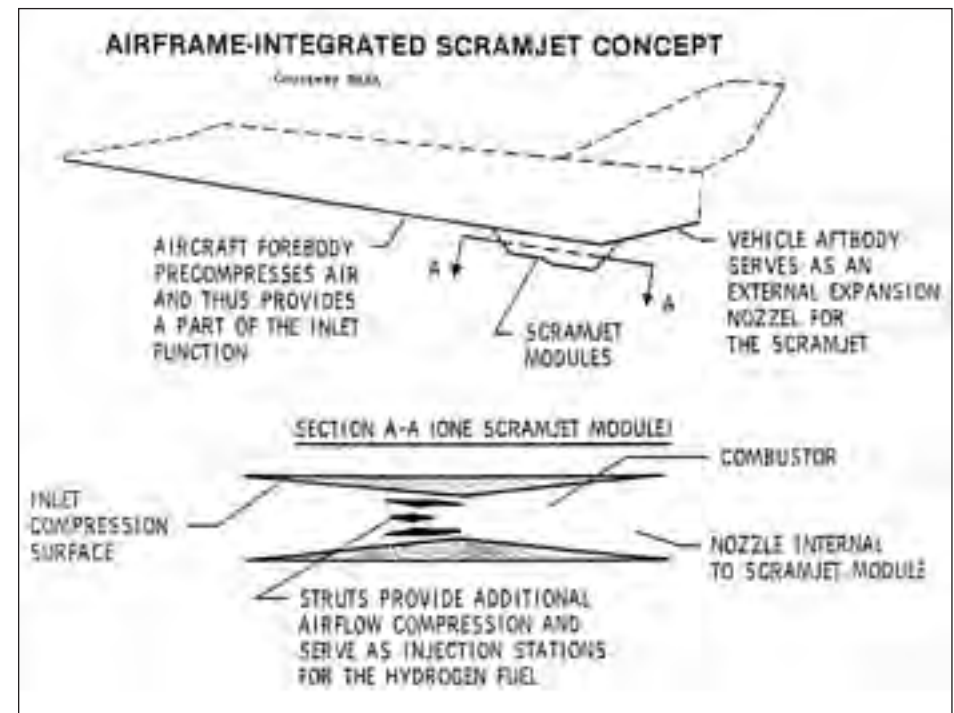 AIRFRAME-INTEGRATED SCRAMJET CONCEPT
AIRCRAFT FOREBODY
PRECOMPRESSES AIR
AND THUS PROVIDES
A PART OF THE INLET
FUNCTION
A
A
SCRAMJET
MODULES
VEHICLE AFTBODY
SERVES AS AN
EXTERNAL EXPANSION
NOZZEL FOR
THE SCRAMJET
SECTION A-A (ONE SCRAMJET MODULE)
INLET
COMPRESSION
SURFACE
COMBUSTOR
NOZZLE INTERNAL
TO SCRAMJET MODULE
STRUTS PROVIDE ADDITIONAL
AIRFLOW COMPRESSION AND
SERVE AS INJECTION STATIONS
FOR THE HYDROGEN FUEL